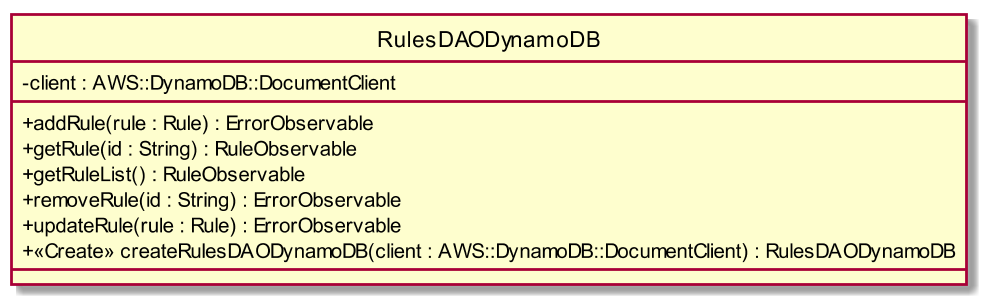 RulesDAODynamoDB
-client : AWS::DynamoDB::DocumentClient
+addRule(rule : Rule) : ErrorObservable
+getRule(id : String) : RuleObservable
+getRuleList() : RuleObservable
+removeRule(id : String) : ErrorObservable
+updateRule(rule : Rule) : ErrorObservable
+«Create» createRulesDAODynamoDB(client : AWS::DynamoDB::DocumentClient) : RulesDAODynamoDB